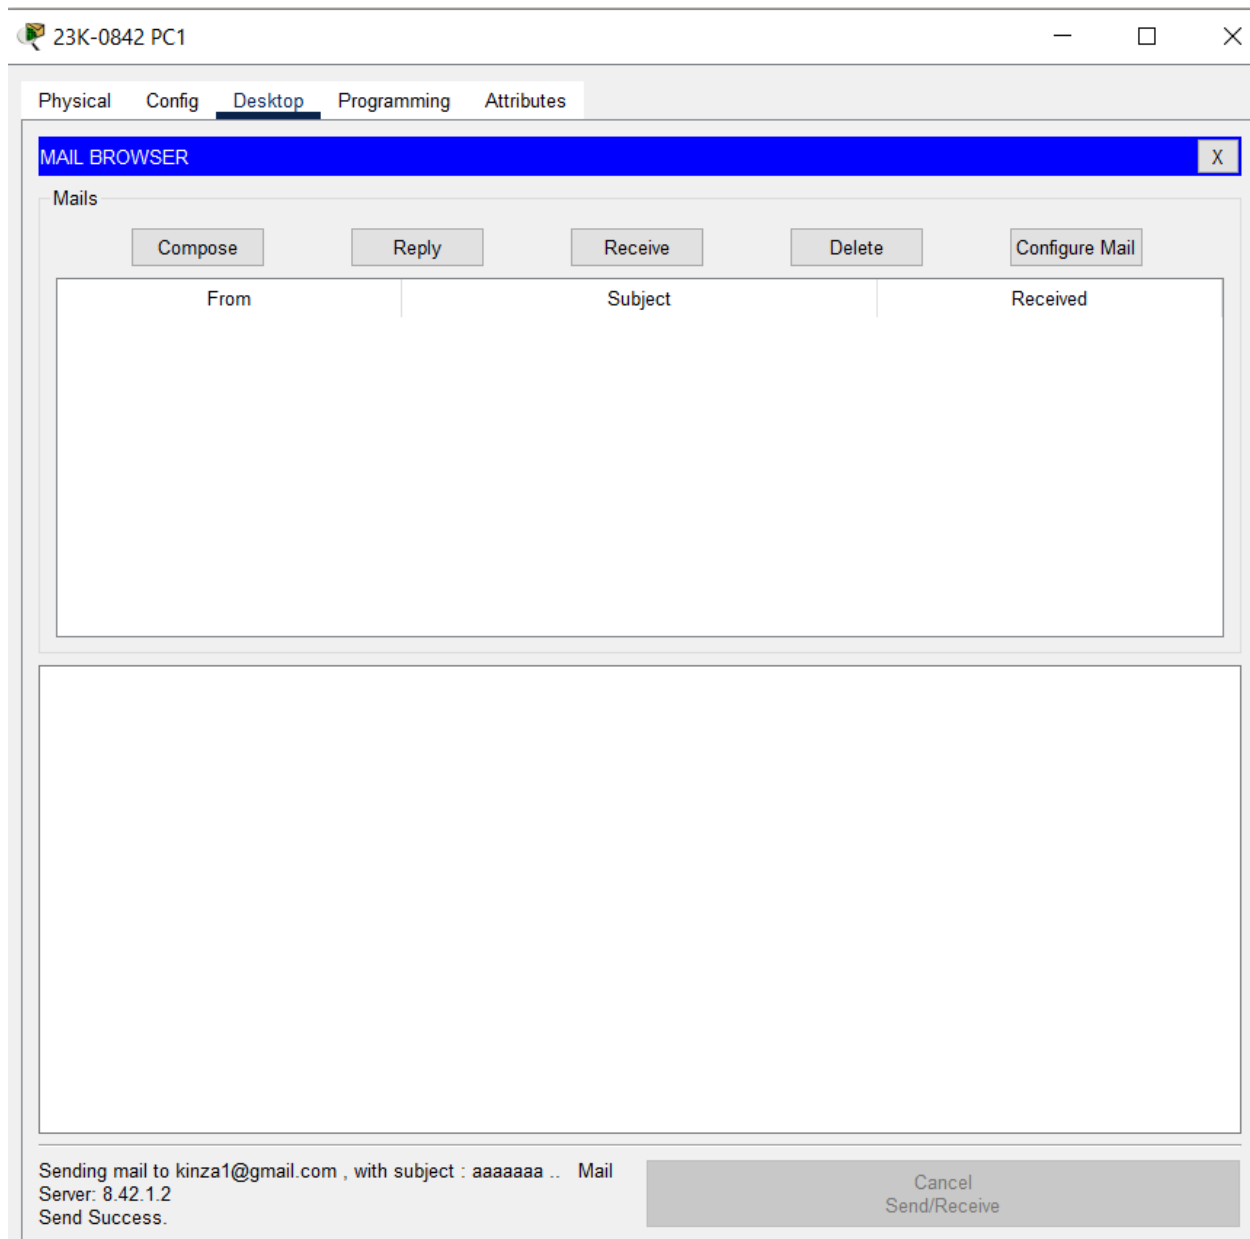 23K-0842 PC1
Physical Config Desktop Programming Attributes
MAIL BROWSER X
Mails
Compose Reply Receive Delete Configure Mail
From Subject Received
Sending mail to kinza1@gmail.com , with subject : aaaaaaa .. Mail
Server: 8.42.1.2
Send Success.
Cancel
Send/Receive